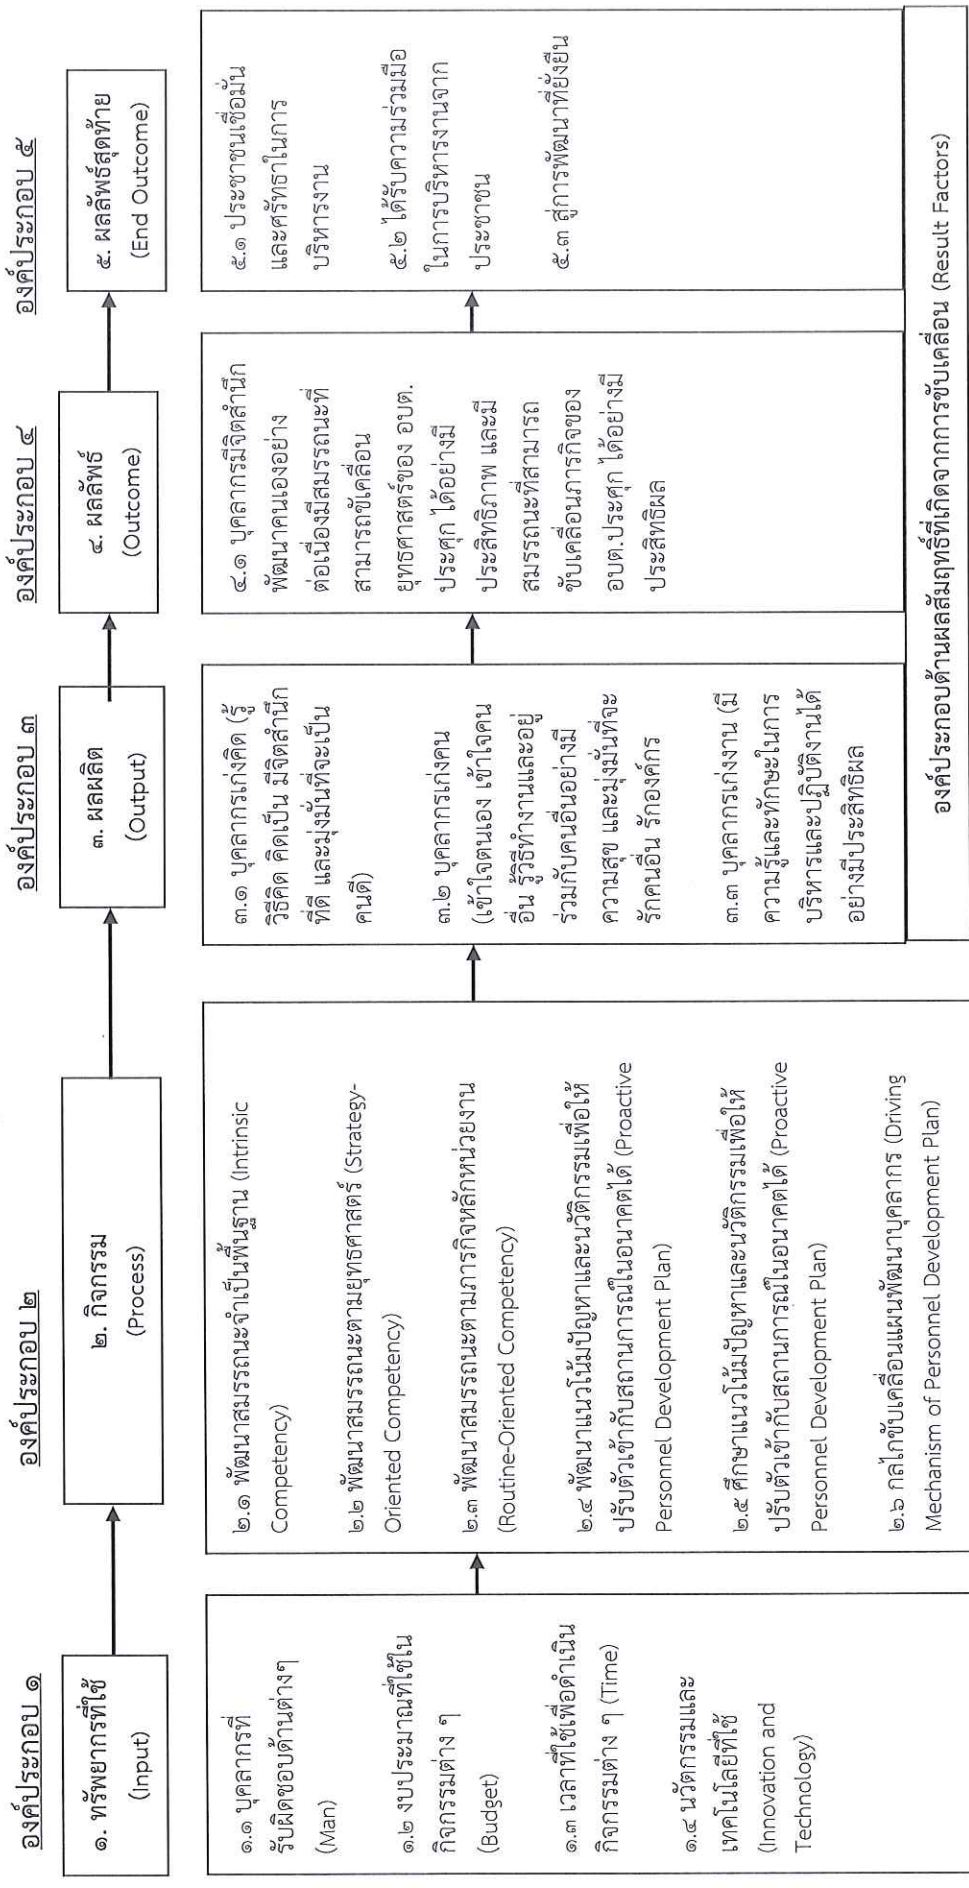 องค์ประกอบ ๑
๑. ทรัพยากรที่ใช้
(Input)
๑.๑ บุคลากรที่
รับผิดชอบด้านต่างๆ
(Man)
๑.๒ งบประมาณที่ใช้ใน
กิจกรรมต่าง ๆ
(Budget)
๑.๓ เวลาที่ใช้เพื่อดำเนิน
กิจกรรมต่าง ๆ (Time)
๑.๔ นวัตกรรมและ
เทคโนโลยีที่ใช้
(Innovation and
Technology)
องค์ประกอบ ๒
๒. กิจกรรม
(Process)
๒.๑ พัฒนาสมรรถนะจำเป็นพื้นฐาน (Intrinsic
Competency)
๒.๒ พัฒนาสมรรถนะตามยุทธศาสตร์ (Strategy-
Oriented Competency)
๒.๓ พัฒนาสมรรถนะตามภารกิจหลักหน่วยงาน
(Routine-Oriented Competency)
๒.๔ พัฒนาแนวโน้มปัญหาและนวัติกรรมเพื่อให้
ปรับตัวเข้ากับสถานการณ์ในอนาคตได้ (Proactive
Personnel Development Plan)
๒.๕ ศึกษาแนวโน้มปัญหาและนวัติกรรมเพื่อให้
ปรับตัวเข้ากับสถานการณ์ในอนาคตได้ (Proactive
Personnel Development Plan)
๒.๖ กลไกขับเคลื่อนแผนพัฒนาบุคลากร (Driving
Mechanism of Personnel Development Plan)
องค์ประกอบ ๓
๓. ผลผลิต
(Output)
๓.๑ บุคลากรเก่งคิด (รู้
วิธีคิด คิดเป็น มีจิตสำนึก
ที่ดี และมุ่งมั่นที่จะเป็น
คนดี)
๓.๒ บุคลากรเก่งคน
(เข้าใจตนเอง เข้าใจคน
อื่น รู้วิธีทำงานและอยู่
ร่วมกับคนอื่นอย่างมี
ความสุข และมุ่งมั่นที่จะ
รักคนอื่น รักองค์กร
๓.๓ บุคลากรเก่งงาน (มี
ความรู้และทักษะในการ
บริหารและปฏิบัติงานได้
อย่างมีประสิทธิผล
องค์ประกอบ ๔
๔. ผลลัพธ์
(Outcome)
๔.๑ บุคลากรมีจิตสำนึก
พัฒนาคนเองอย่าง
ต่อเนื่องมีสมรรถนะที่
สามารถขับเคลื่อน
ยุทธศาสตร์ของ อบต.
ประศุก ได้อย่างมี
ประสิทธิภาพ และมี
สมรรถนะที่สามารถ
ขับเคลื่อนภารกิจของ
อบต.ประศุก ได้อย่างมี
ประสิทธิผล
องค์ประกอบ ๕
๕. ผลลัพธ์สุดท้าย
(End Outcome)
๕.๑ ประชาชนเชื่อมั่น
และศรัทธาในการ
บริหารงาน
๕.๒ ได้รับความร่วมมือ
ในการบริหารงานจาก
ประชาชน
๕.๓ สู่การพัฒนาที่ยั่งยืน
องค์ประกอบด้านผลสัมฤทธิ์ที่เกิดจากการขับเคลื่อน (Result Factors)